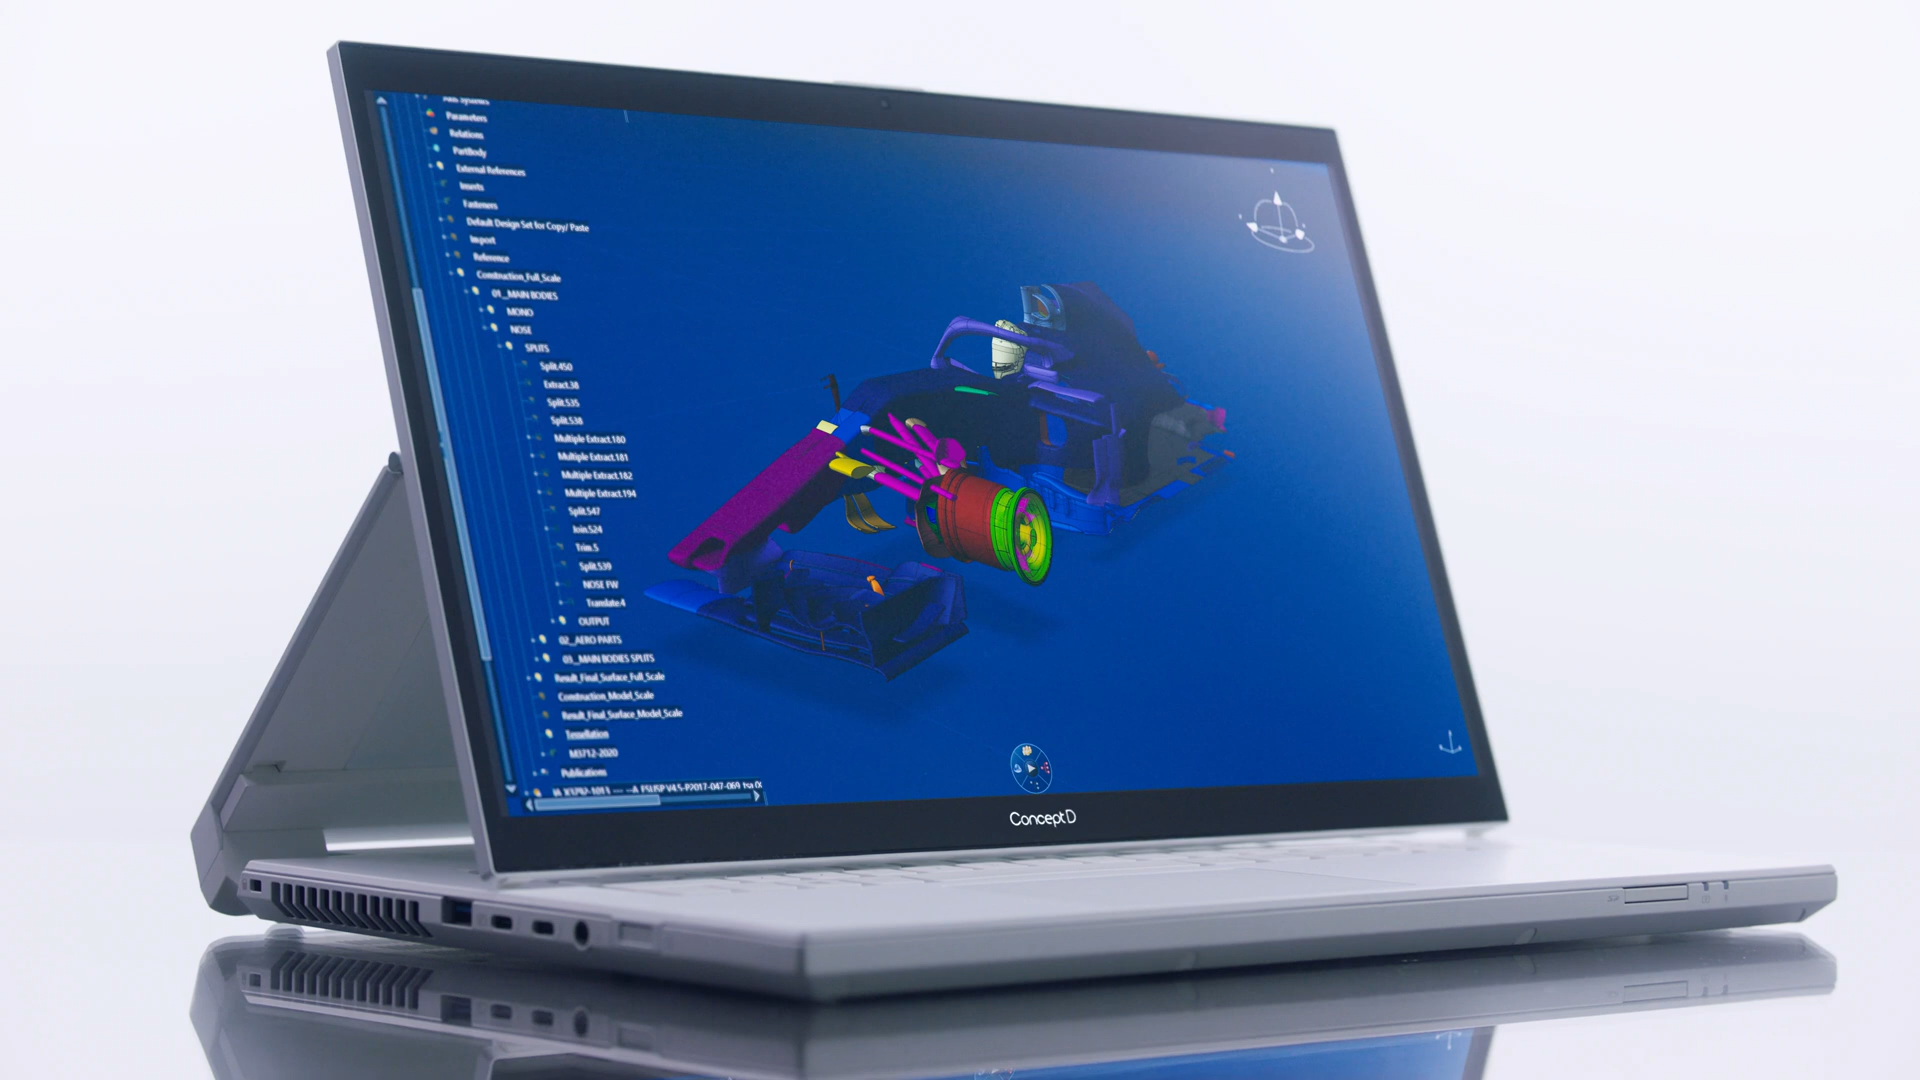 Axis Systems
Parameters
Relations
PartBody
External References
Inserts
Fasteners
Default Design Set for Copy/ Paste
Import
Reference
Construction_Full_Scale
01_MAIN BODIES
MONO
NOSE
SPLITS
Split.450
Extract.38
Split.535
Split.538
Multiple Extract.180
Multiple Extract.181
Multiple Extract.182
Multiple Extract.194
Split.547
Join.524
Trim.5
Split.539
NOSE FW
Translate.4
OUTPUT
02_AERO PARTS
03_MAIN BODIES SPLITS
Result_Final_Surface_Full_Scale
Construction_Model_Scale
Result_Final_Surface_Model_Scale
Tessellation
M3712-2020
Publications
ConceptD